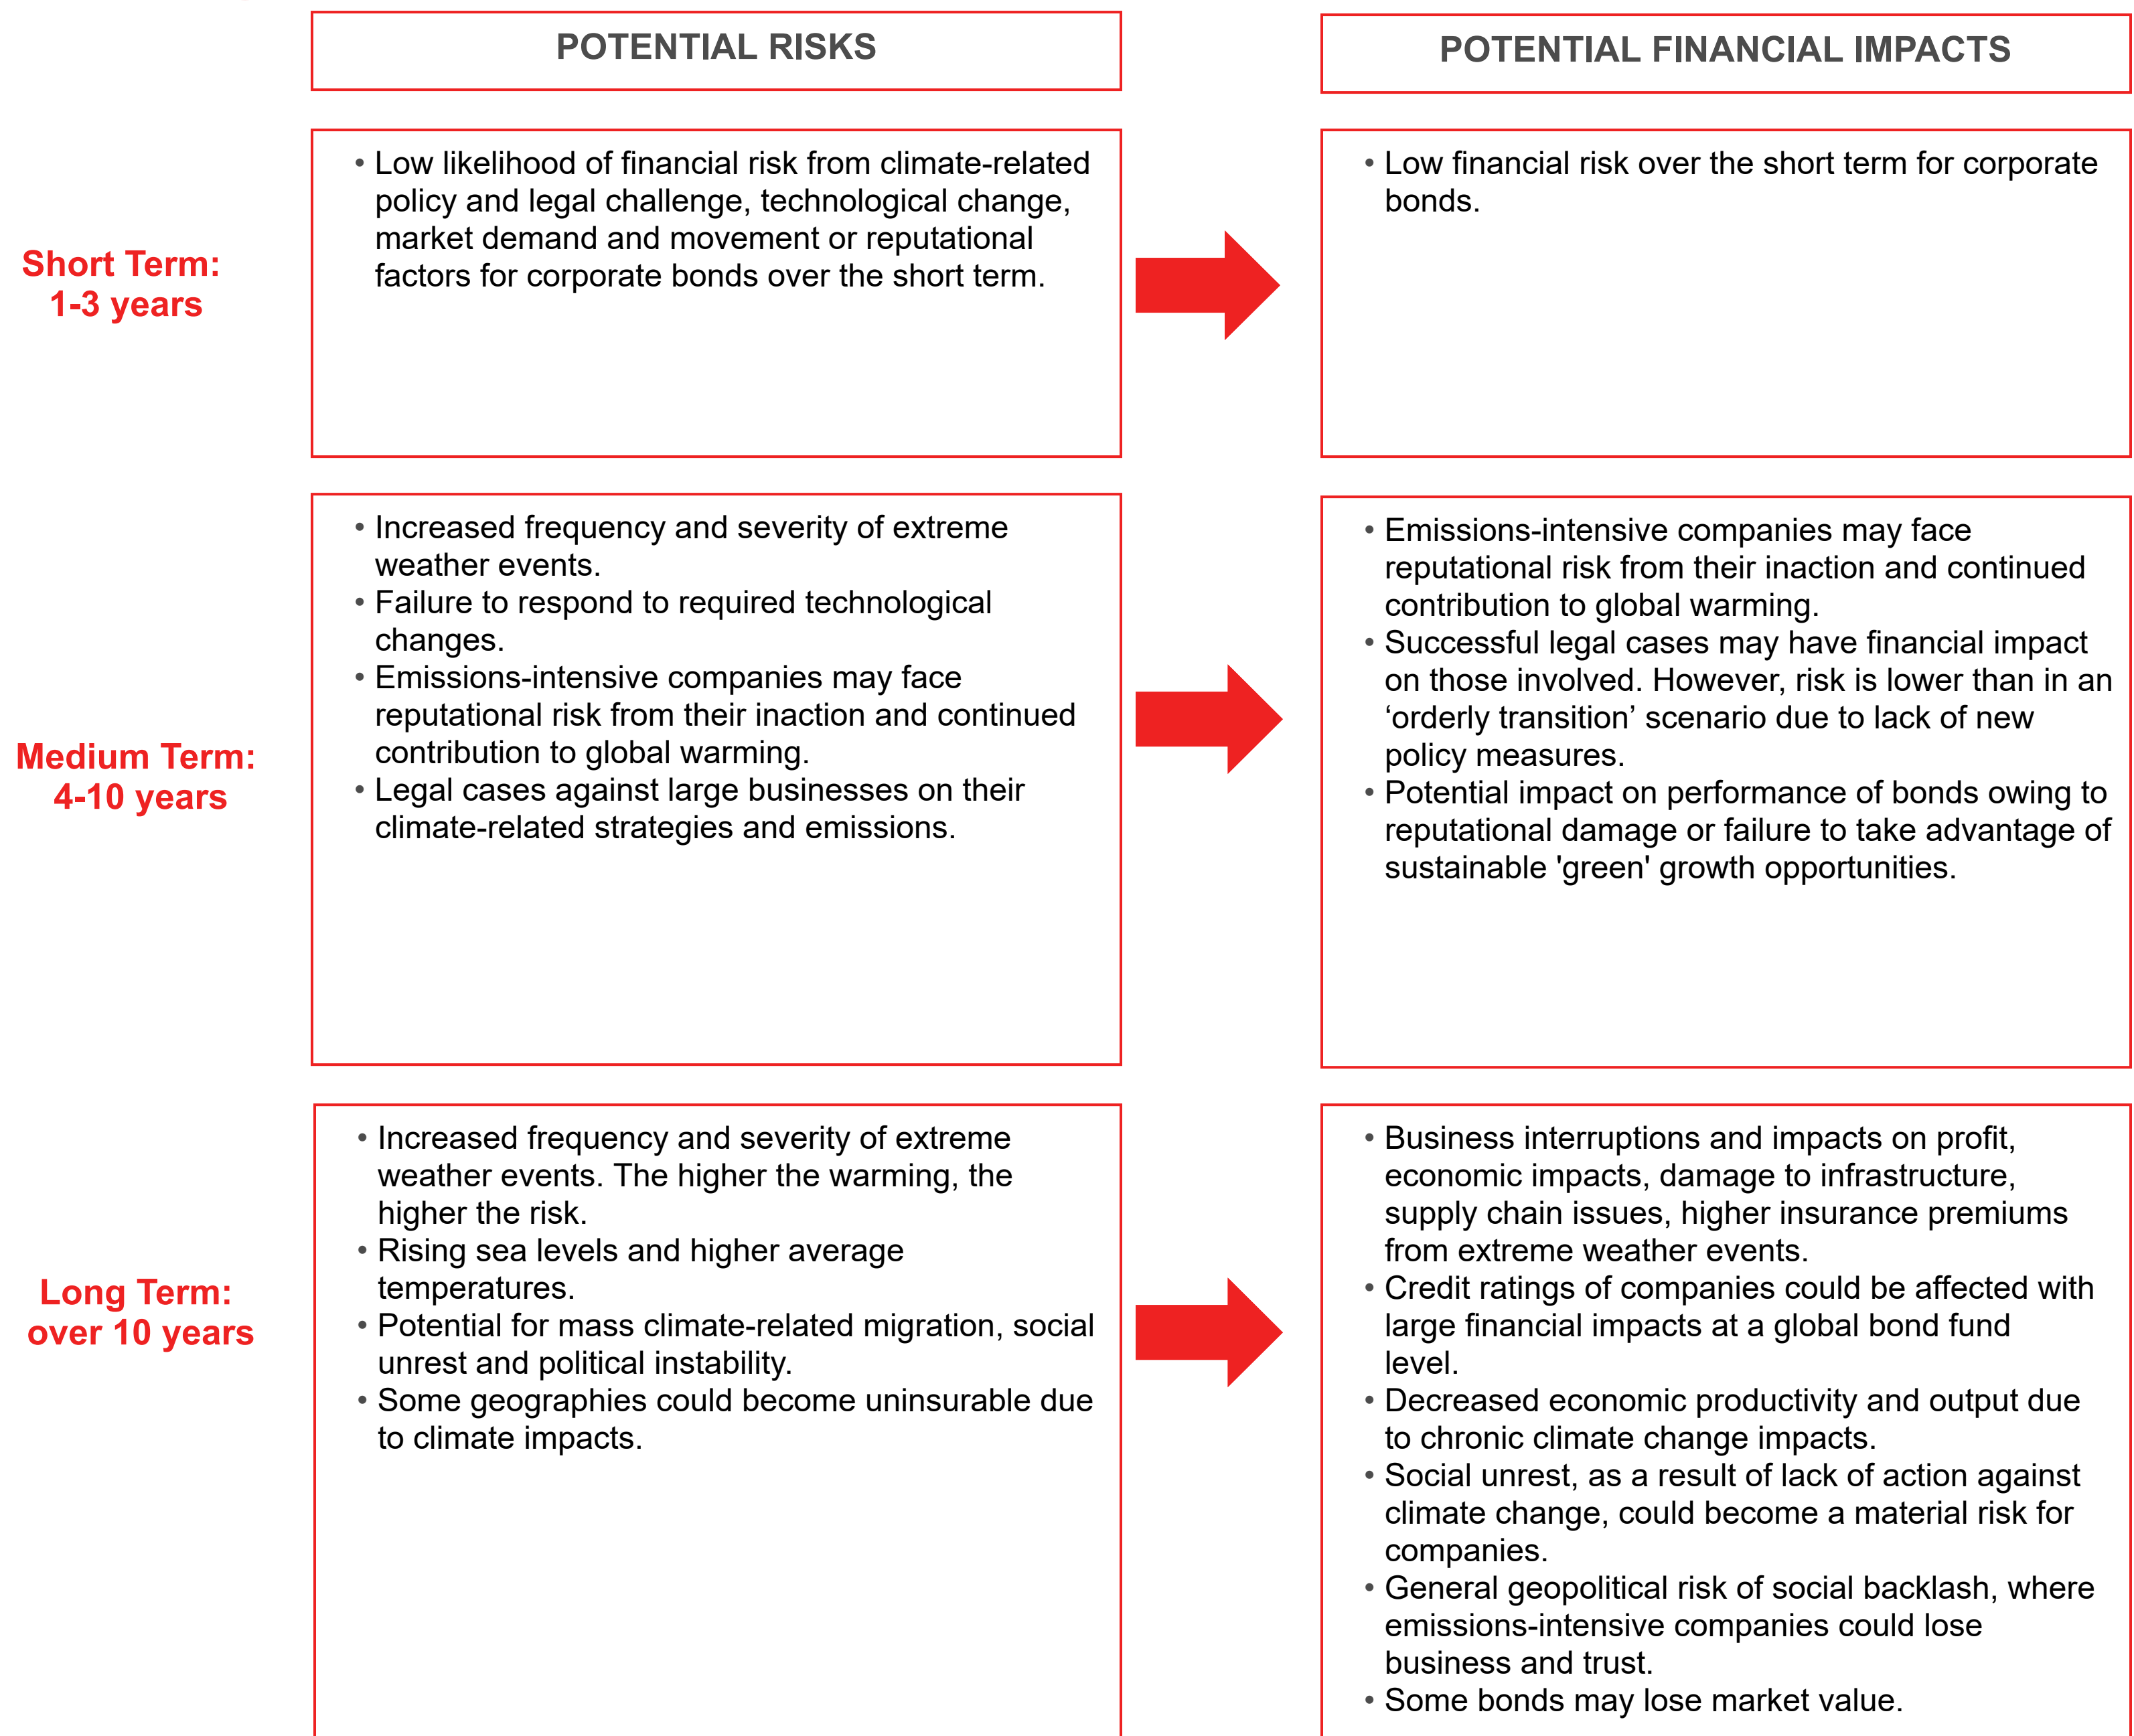 POTENTIAL RISKS
POTENTIAL FINANCIAL IMPACTS
Short Term:
1-3 years
• Low likelihood of financial risk from climate-related
policy and legal challenge, technological change,
market demand and movement or reputational
factors for corporate bonds over the short term.
• Low financial risk over the short term for corporate
bonds.
Medium Term:
4-10 years
• Increased frequency and severity of extreme
weather events.
• Failure to respond to required technological
changes.
• Emissions-intensive companies may face
reputational risk from their inaction and continued
contribution to global warming.
• Legal cases against large businesses on their
climate-related strategies and emissions.
• Emissions-intensive companies may face
reputational risk from their inaction and continued
contribution to global warming.
• Successful legal cases may have financial impact
on those involved. However, risk is lower than in an
‘orderly transition’ scenario due to lack of new
policy measures.
• Potential impact on performance of bonds owing to
reputational damage or failure to take advantage of
sustainable 'green' growth opportunities.
Long Term:
over 10 years
• Increased frequency and severity of extreme
weather events. The higher the warming, the
higher the risk.
• Rising sea levels and higher average
temperatures.
• Potential for mass climate-related migration, social
unrest and political instability.
• Some geographies could become uninsurable due
to climate impacts.
• Business interruptions and impacts on profit,
economic impacts, damage to infrastructure,
supply chain issues, higher insurance premiums
from extreme weather events.
• Credit ratings of companies could be affected with
large financial impacts at a global bond fund
level.
• Decreased economic productivity and output due
to chronic climate change impacts.
• Social unrest, as a result of lack of action against
climate change, could become a material risk for
companies.
• General geopolitical risk of social backlash, where
emissions-intensive companies could lose
business and trust.
• Some bonds may lose market value.